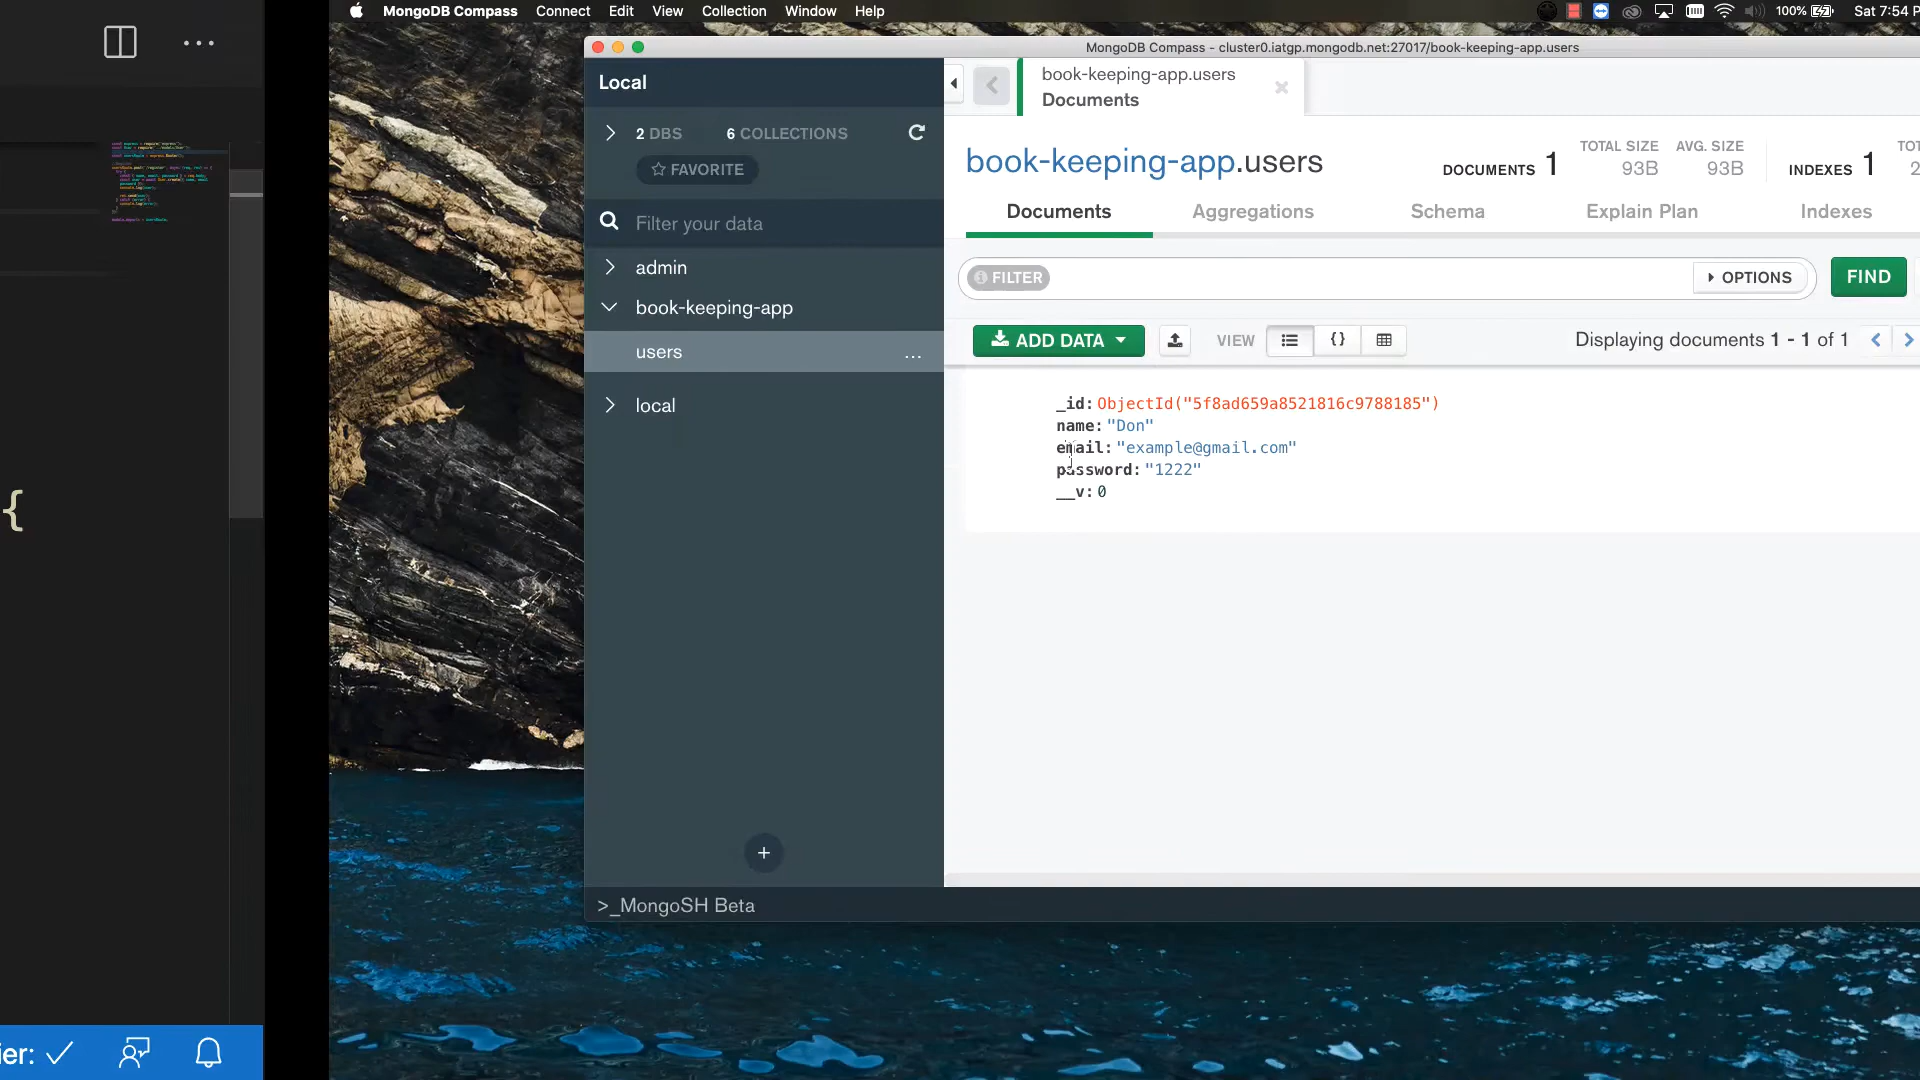 MongoDB Compass Connect Edit View Collection Window Help 100% Sat 7:54 P
MongoDB Compass - cluster0.iatgp.mongodb.net:27017/book-keeping-app.users
Local
2 DBS 6 COLLECTIONS
FAVORITE
Filter your data
admin
book-keeping-app
users ...
local
+
>_MongoSH Beta
book-keeping-app.users
Documents
book-keeping-app.users
DOCUMENTS 1 TOTAL SIZE 93B AVG. SIZE 93B INDEXES 1 TOT 2
Documents Aggregations Schema Explain Plan Indexes
FILTER OPTIONS FIND
ADD DATA VIEW {} Displaying documents 1 - 1 of 1
_id: ObjectId("5f8ad659a8521816c9788185")
name: "Don"
email: "example@gmail.com"
password: "1222"
__v: 0
{
ier: